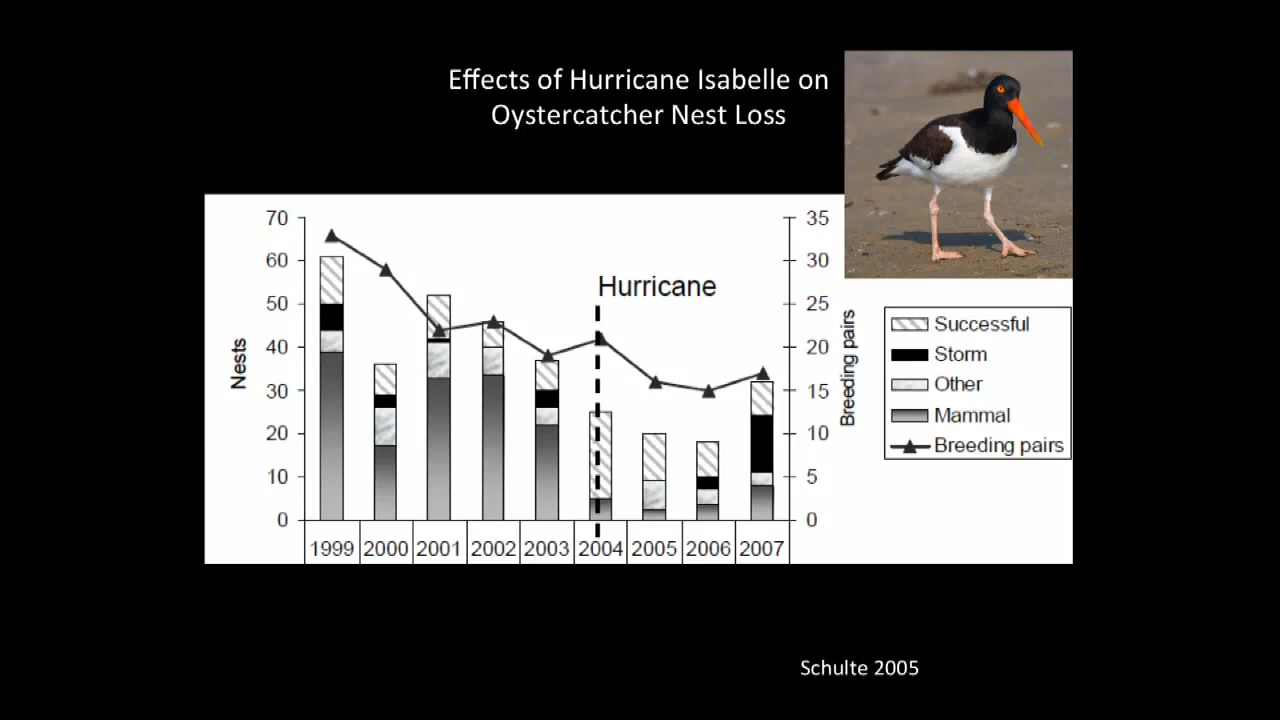 Effects of Hurricane Isabelle on
Oystercatcher Nest Loss
70
60
50
40
30
20
10
0
Nests
Hurricane
35
30
25
20
15
10
5
0
Breeding pairs
Successful
Storm
Other
Mammal
Breeding pairs
1999 2000 2001 2002 2003 2004 2005 2006 2007
Schulte 2005